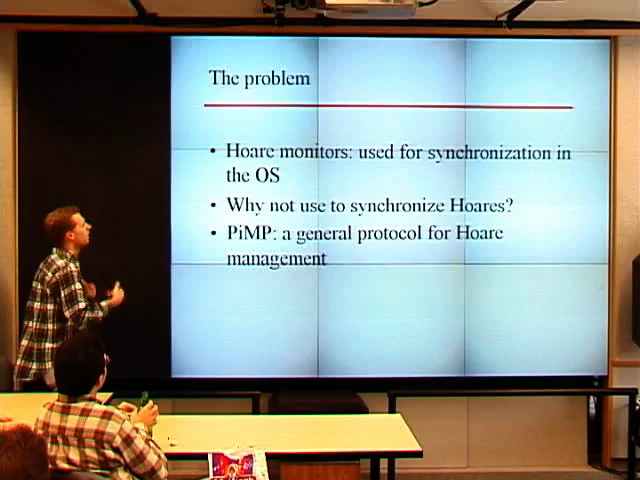 The problem
• Hoare monitors: used for synchronization in
the OS
• Why not use to synchronize Hoares?
• PiMP: a general protocol for Hoare
management